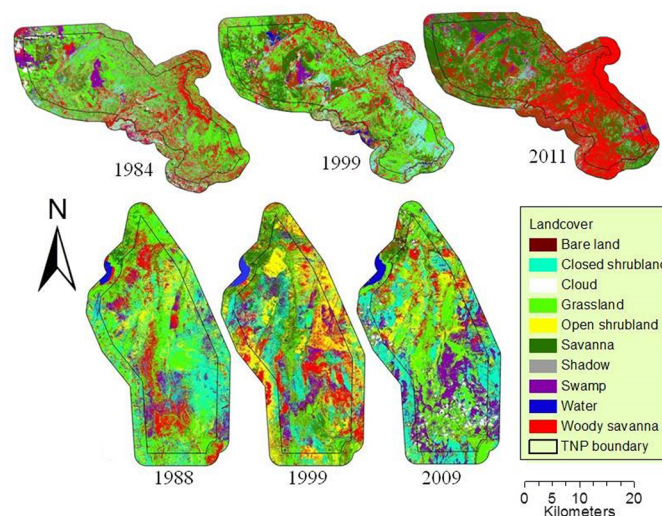 1984
1999
2011
N
1988
1999
2009
Landcover
Bare land
Closed shrubland
Cloud
Grassland
Open shrubland
Savanna
Shadow
Swamp
Water
Woody savanna
TNP boundary
0 5 10 20
Kilometers